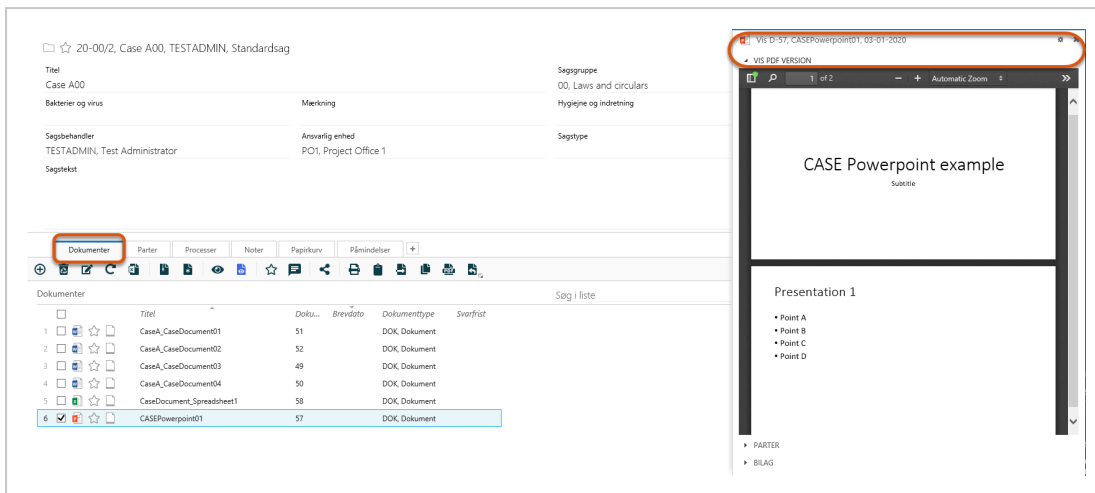 20-00/2, Case A00, TESTADMIN, Standardsag
Titel
Case A00
Sagsgruppe
00, Laws and circulars
Bakterier og virus
Mærkning
Hygiejne og indretning
Sagsbehandler
TESTADMIN, Test Administrator
Ansvarlig enhed
PO1, Project Office 1
Sagstype
Sagstekst
Dokumenter Parter Processer Noter Papirkurv Påmindelser +
Dokumenter Søg i liste
Titel Doku... Brevdato Dokumenttype Svarfrist
1 CaseA_CaseDocument01 51 DOK, Dokument
2 CaseA_CaseDocument02 52 DOK, Dokument
3 CaseA_CaseDocument03 49 DOK, Dokument
4 CaseA_CaseDocument04 50 DOK, Dokument
5 CaseDocument_Spreadsheet1 58 DOK, Dokument
6 CASEPowerpoint01 57 DOK, Dokument
Vis D-57, CASEPowerpoint01, 03-01-2020
VIS PDF VERSION
1 of 2 Automatic Zoom
CASE Powerpoint example
Subtitle
Presentation 1
• Point A
• Point B
• Point C
• Point D
PARTER
BILAG